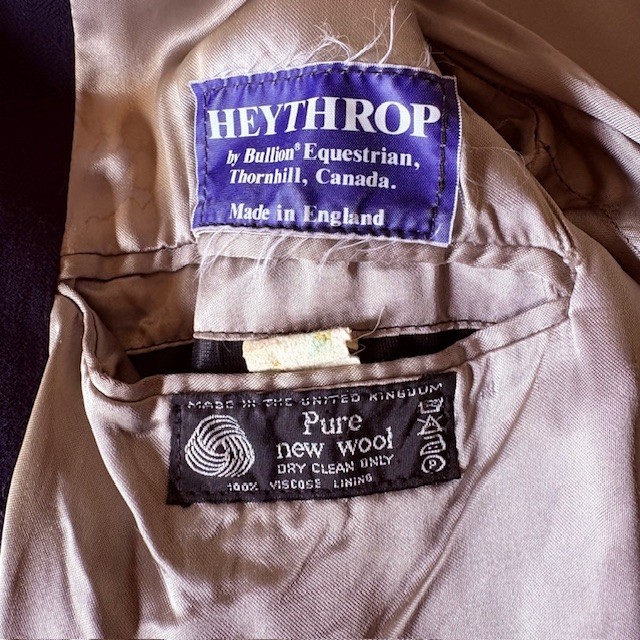 HEYTHROP
by Bullion® Equestrian,
Thornhill, Canada.
Made in England
MADE IN THE UNITED KINGDOM
Pure
new wool
DRY CLEAN ONLY
100% VISCOSE LINING
P